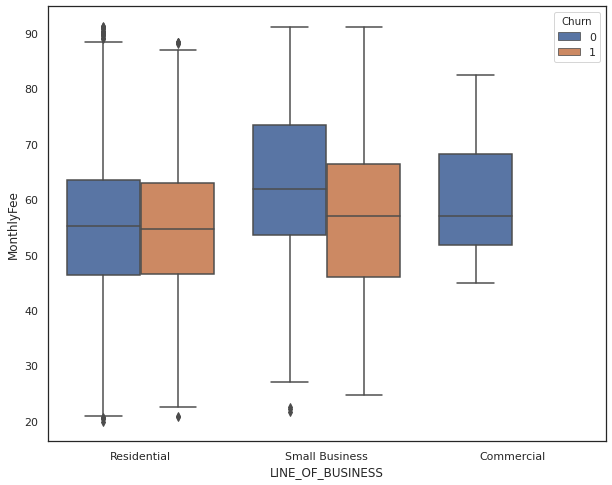 Churn
0
1
90
80
70
60
50
40
30
20
MonthlyFee
Residential
Small Business
Commercial
LINE_OF_BUSINESS